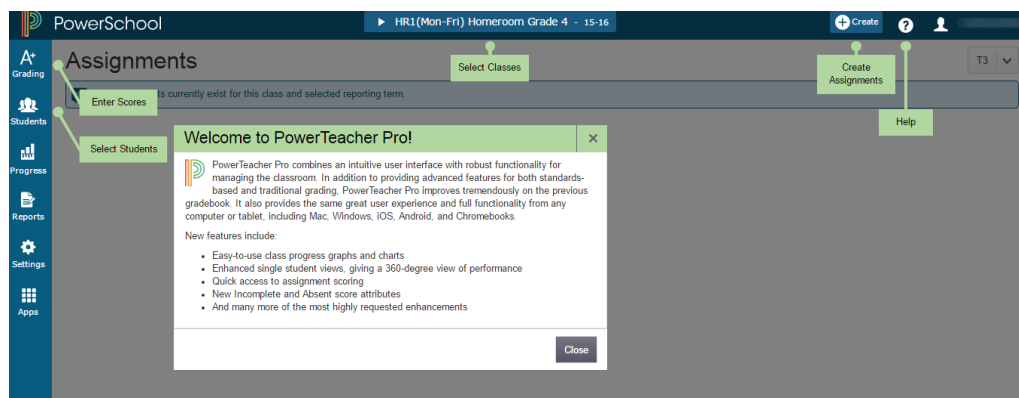 PowerSchool
HR1(Mon-Fri) Homeroom Grade 4 - 15-16
Create
?
A+
Grading
Students
Progress
Reports
Settings
Apps
Assignments
T3
Select Classes
Create
Assignments
Help
Enter Scores
Select Students
ts currently exist for this class and selected reporting term.
Welcome to PowerTeacher Pro!
×
PowerTeacher Pro combines an intuitive user interface with robust functionality for
managing the classroom. In addition to providing advanced features for both standards-
based and traditional grading, PowerTeacher Pro improves tremendously on the previous
gradebook. It also provides the same great user experience and full functionality from any
computer or tablet, including Mac, Windows, iOS, Android, and Chromebooks.
New features include:
• Easy-to-use class progress graphs and charts
• Enhanced single student views, giving a 360-degree view of performance
• Quick access to assignment scoring
• New Incomplete and Absent score attributes
• And many more of the most highly requested enhancements
Close